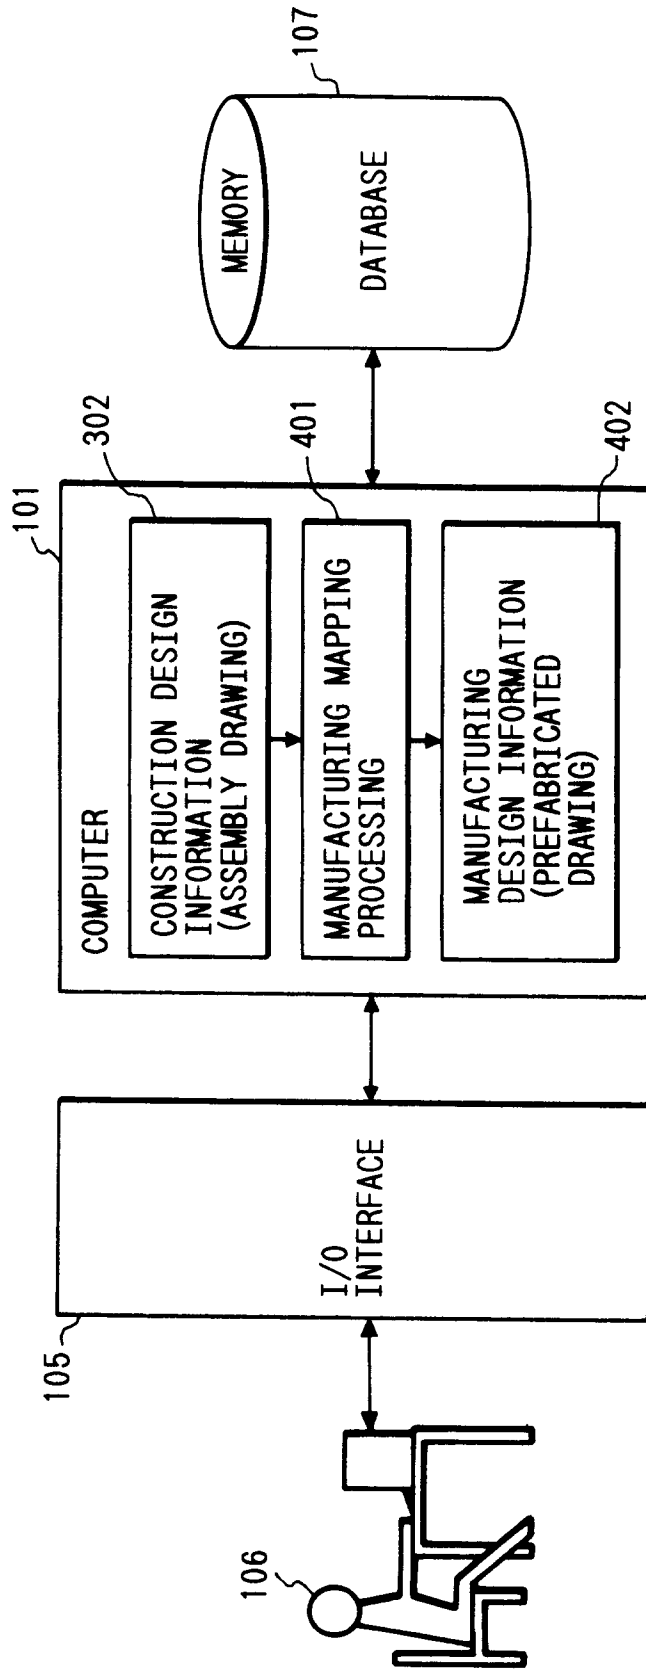 106
105
I/O
INTERFACE
101
COMPUTER
302
CONSTRUCTION DESIGN
INFORMATION
(ASSEMBLY DRAWING)
401
MANUFACTURING MAPPING
PROCESSING
402
MANUFACTURING
DESIGN INFORMATION
(PREFABRICATED
DRAWING)
107
MEMORY
DATABASE